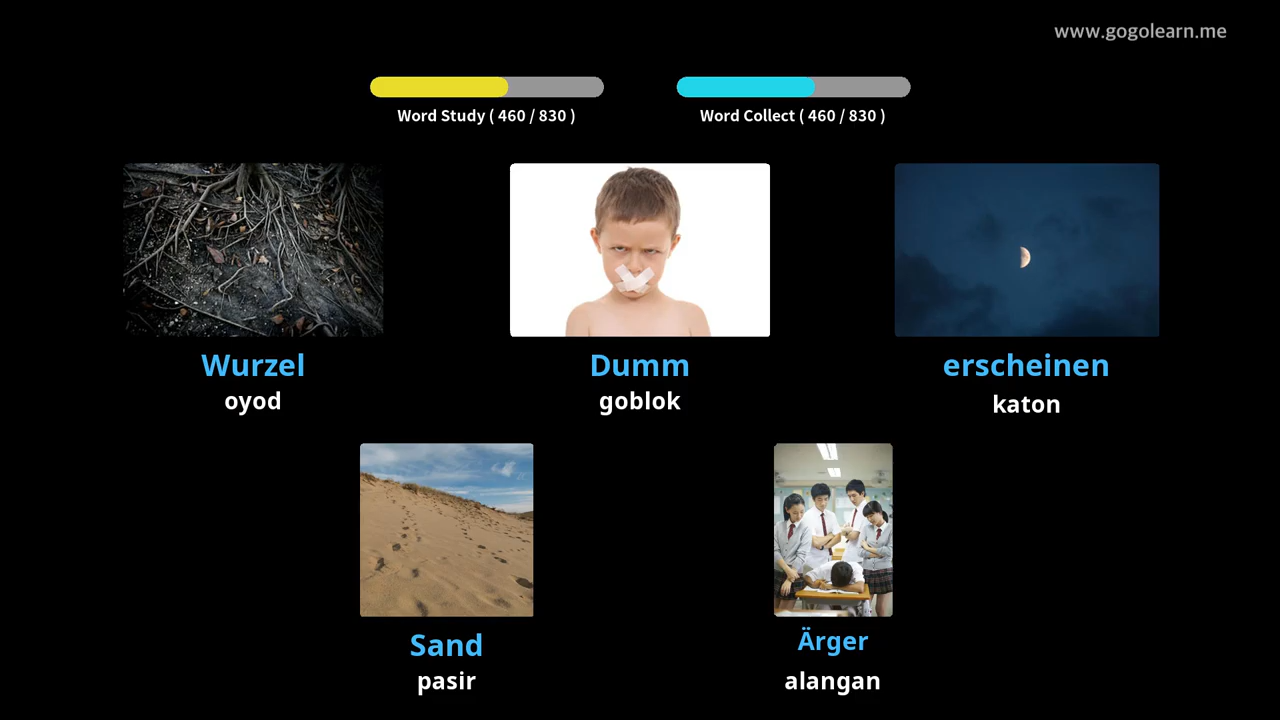 www.gogolearn.me
Word Study ( 460 / 830 )
Word Collect ( 460 / 830 )
Wurzel
oyod
Dumm
goblok
erscheinen
katon
Sand
pasir
Ärger
alangan